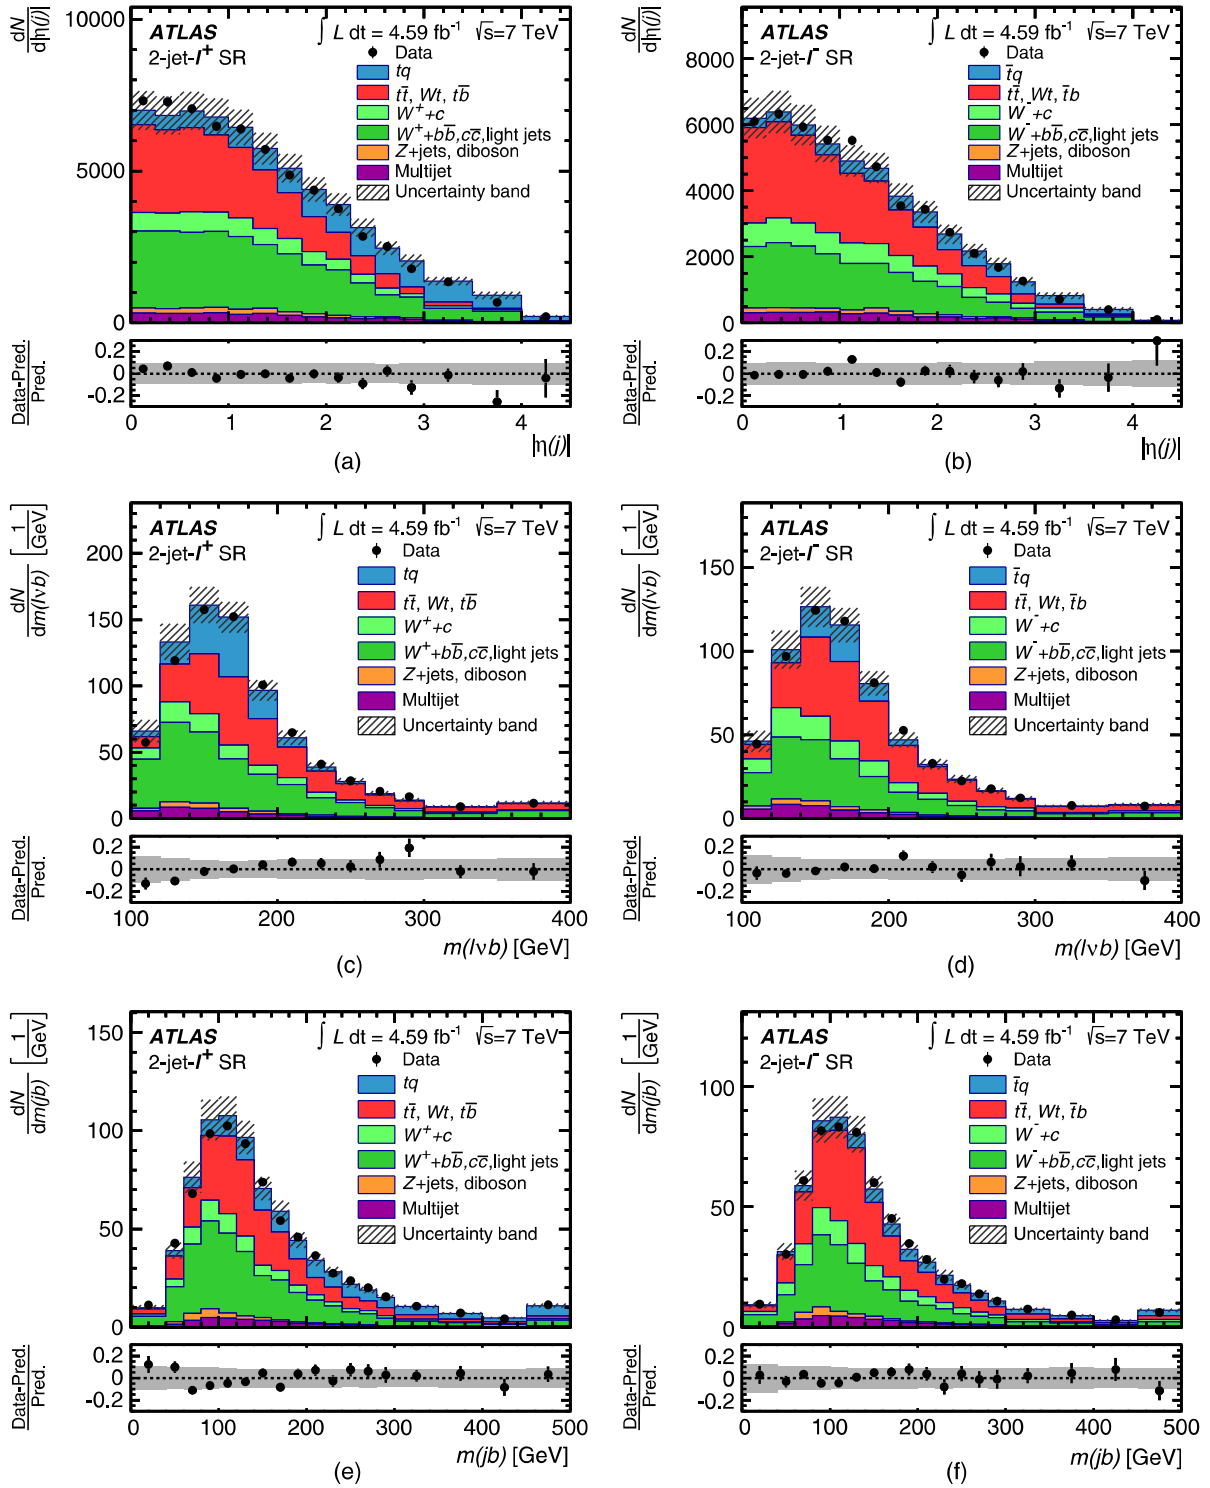 dN
d|η(j)|
10000
5000
0
ATLAS
2-jet-l⁺ SR
∫ L dt = 4.59 fb⁻¹ √s=7 TeV
Data
tq
tt̄, Wt, tb̄
W⁺+c
W⁺+bb̄,cc̄,light jets
Z+jets, diboson
Multijet
Uncertainty band
Data-Pred.
Pred.
0.2
0
-0.2
0 1 2 3 4
|η(j)|
(a)
dN
d|η(j)|
8000
6000
4000
2000
0
ATLAS
2-jet-l⁻ SR
∫ L dt = 4.59 fb⁻¹ √s=7 TeV
Data
t̄q
tt̄, Wt, t̄b
W⁻+c
W⁻+bb̄,cc̄,light jets
Z+jets, diboson
Multijet
Uncertainty band
Data-Pred.
Pred.
0.2
0
-0.2
0 1 2 3 4
|η(j)|
(b)
dN
dm(lνb)
[1/GeV]
200
150
100
50
0
ATLAS
2-jet-l⁺ SR
∫ L dt = 4.59 fb⁻¹ √s=7 TeV
Data
tq
tt̄, Wt, tb̄
W⁺+c
W⁺+bb̄,cc̄,light jets
Z+jets, diboson
Multijet
Uncertainty band
Data-Pred.
Pred.
0.2
0
-0.2
100 200 300 400
m(lνb) [GeV]
(c)
dN
dm(lνb)
[1/GeV]
150
100
50
0
ATLAS
2-jet-l⁻ SR
∫ L dt = 4.59 fb⁻¹ √s=7 TeV
Data
t̄q
tt̄, Wt, t̄b
W⁻+c
W⁻+bb̄,cc̄,light jets
Z+jets, diboson
Multijet
Uncertainty band
Data-Pred.
Pred.
0.2
0
-0.2
100 200 300 400
m(lνb) [GeV]
(d)
dN
dm(jb)
[1/GeV]
150
100
50
0
ATLAS
2-jet-l⁺ SR
∫ L dt = 4.59 fb⁻¹ √s=7 TeV
Data
tq
tt̄, Wt, tb̄
W⁺+c
W⁺+bb̄,cc̄,light jets
Z+jets, diboson
Multijet
Uncertainty band
Data-Pred.
Pred.
0.2
0
-0.2
0 100 200 300 400 500
m(jb) [GeV]
(e)
dN
dm(jb)
[1/GeV]
100
50
0
ATLAS
2-jet-l⁻ SR
∫ L dt = 4.59 fb⁻¹ √s=7 TeV
Data
t̄q
tt̄, Wt, t̄b
W⁻+c
W⁻+bb̄,cc̄,light jets
Z+jets, diboson
Multijet
Uncertainty band
Data-Pred.
Pred.
0.2
0
-0.2
0 100 200 300 400 500
m(jb) [GeV]
(f)